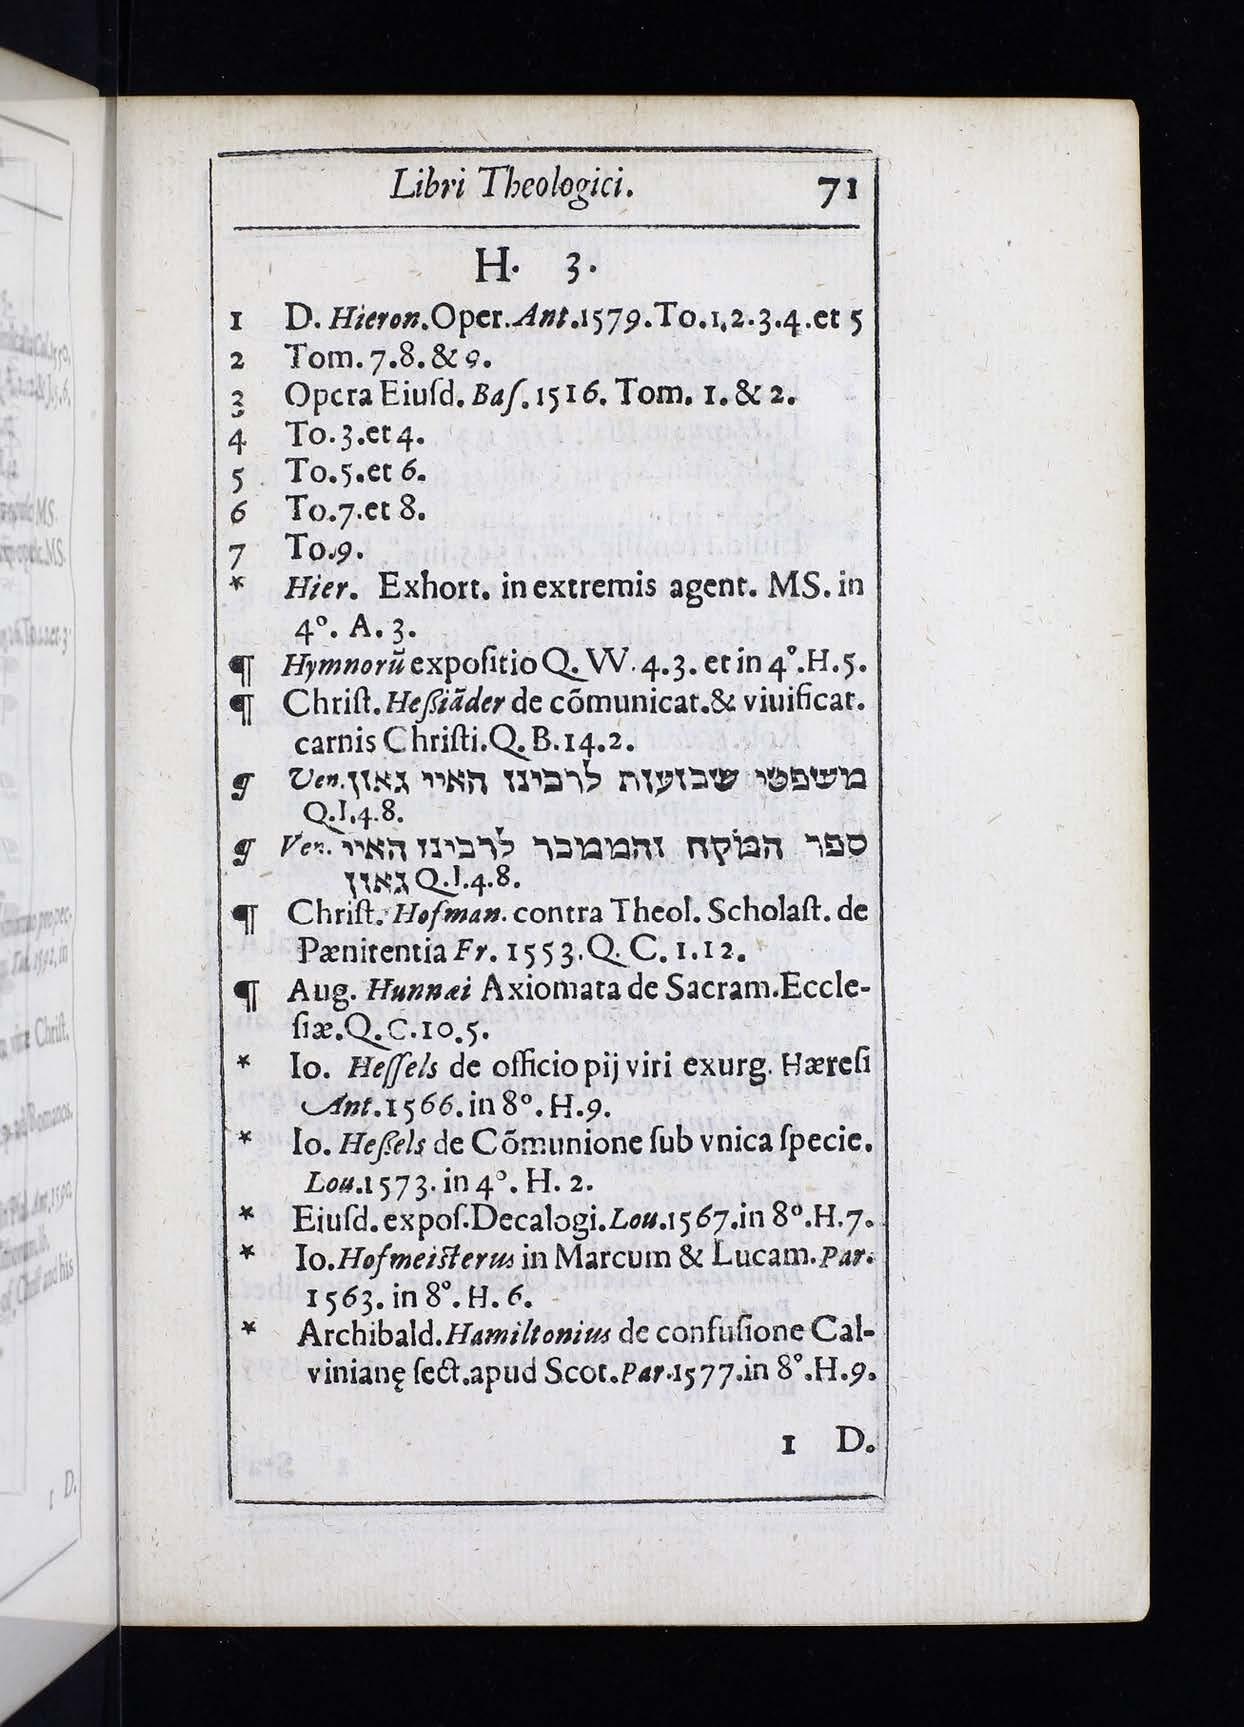 Libri Theologici. 71
H. 3.
1 D. Hieron. Oper. Ant. 1579. To. 1, 2. 3. 4. et 5
2 Tom. 7. 8. & 9.
3 Opera Eiuſd. Baſ. 1516. Tom. 1. & 2.
4 To. 3. et 4.
5 To. 5. et 6.
6 To. 7. et 8.
7 To. 9.
* Hier. Exhort. in extremis agent. MS. in
4°. A. 3.
¶ Hymnorũ expoſitio Q. VV. 4. 3. et in 4°. H. 5.
¶ Chriſt. Heſsiãder de cõmunicat. & viuificat.
carnis Chriſti. Q. B. 14. 2.
¶ משפטי שבועות לרבינו האיי גאון Ven.
Q. I. 4. 8.
¶ ספר המקח והממכר לרבינו האיי Ven.
גאון Q. I. 4. 8.
¶ Chriſt. Hofman. contra Theol. Scholaſt. de
Pænitentia Fr. 1553. Q. C. 1. 12.
¶ Aug. Hunnæi Axiomata de Sacram. Eccle-
ſiæ. Q. C. 10. 5.
* Io. Heſſels de officio pij viri exurg. Hæreſi
Ant. 1566. in 8°. H. 9.
* Io. Heſsels de Cõmunione ſub vnica ſpecie.
Lou. 1573. in 4°. H. 2.
* Eiuſd. expoſ. Decalogi. Lou. 1567. in 8°. H. 7.
* Io. Hofmeiſterus in Marcum & Lucam. Par.
1563. in 8°. H. 6.
* Archibald. Hamiltonius de confuſione Cal-
vinianę ſect. apud Scot. Par. 1577. in 8°. H. 9.
1 D.